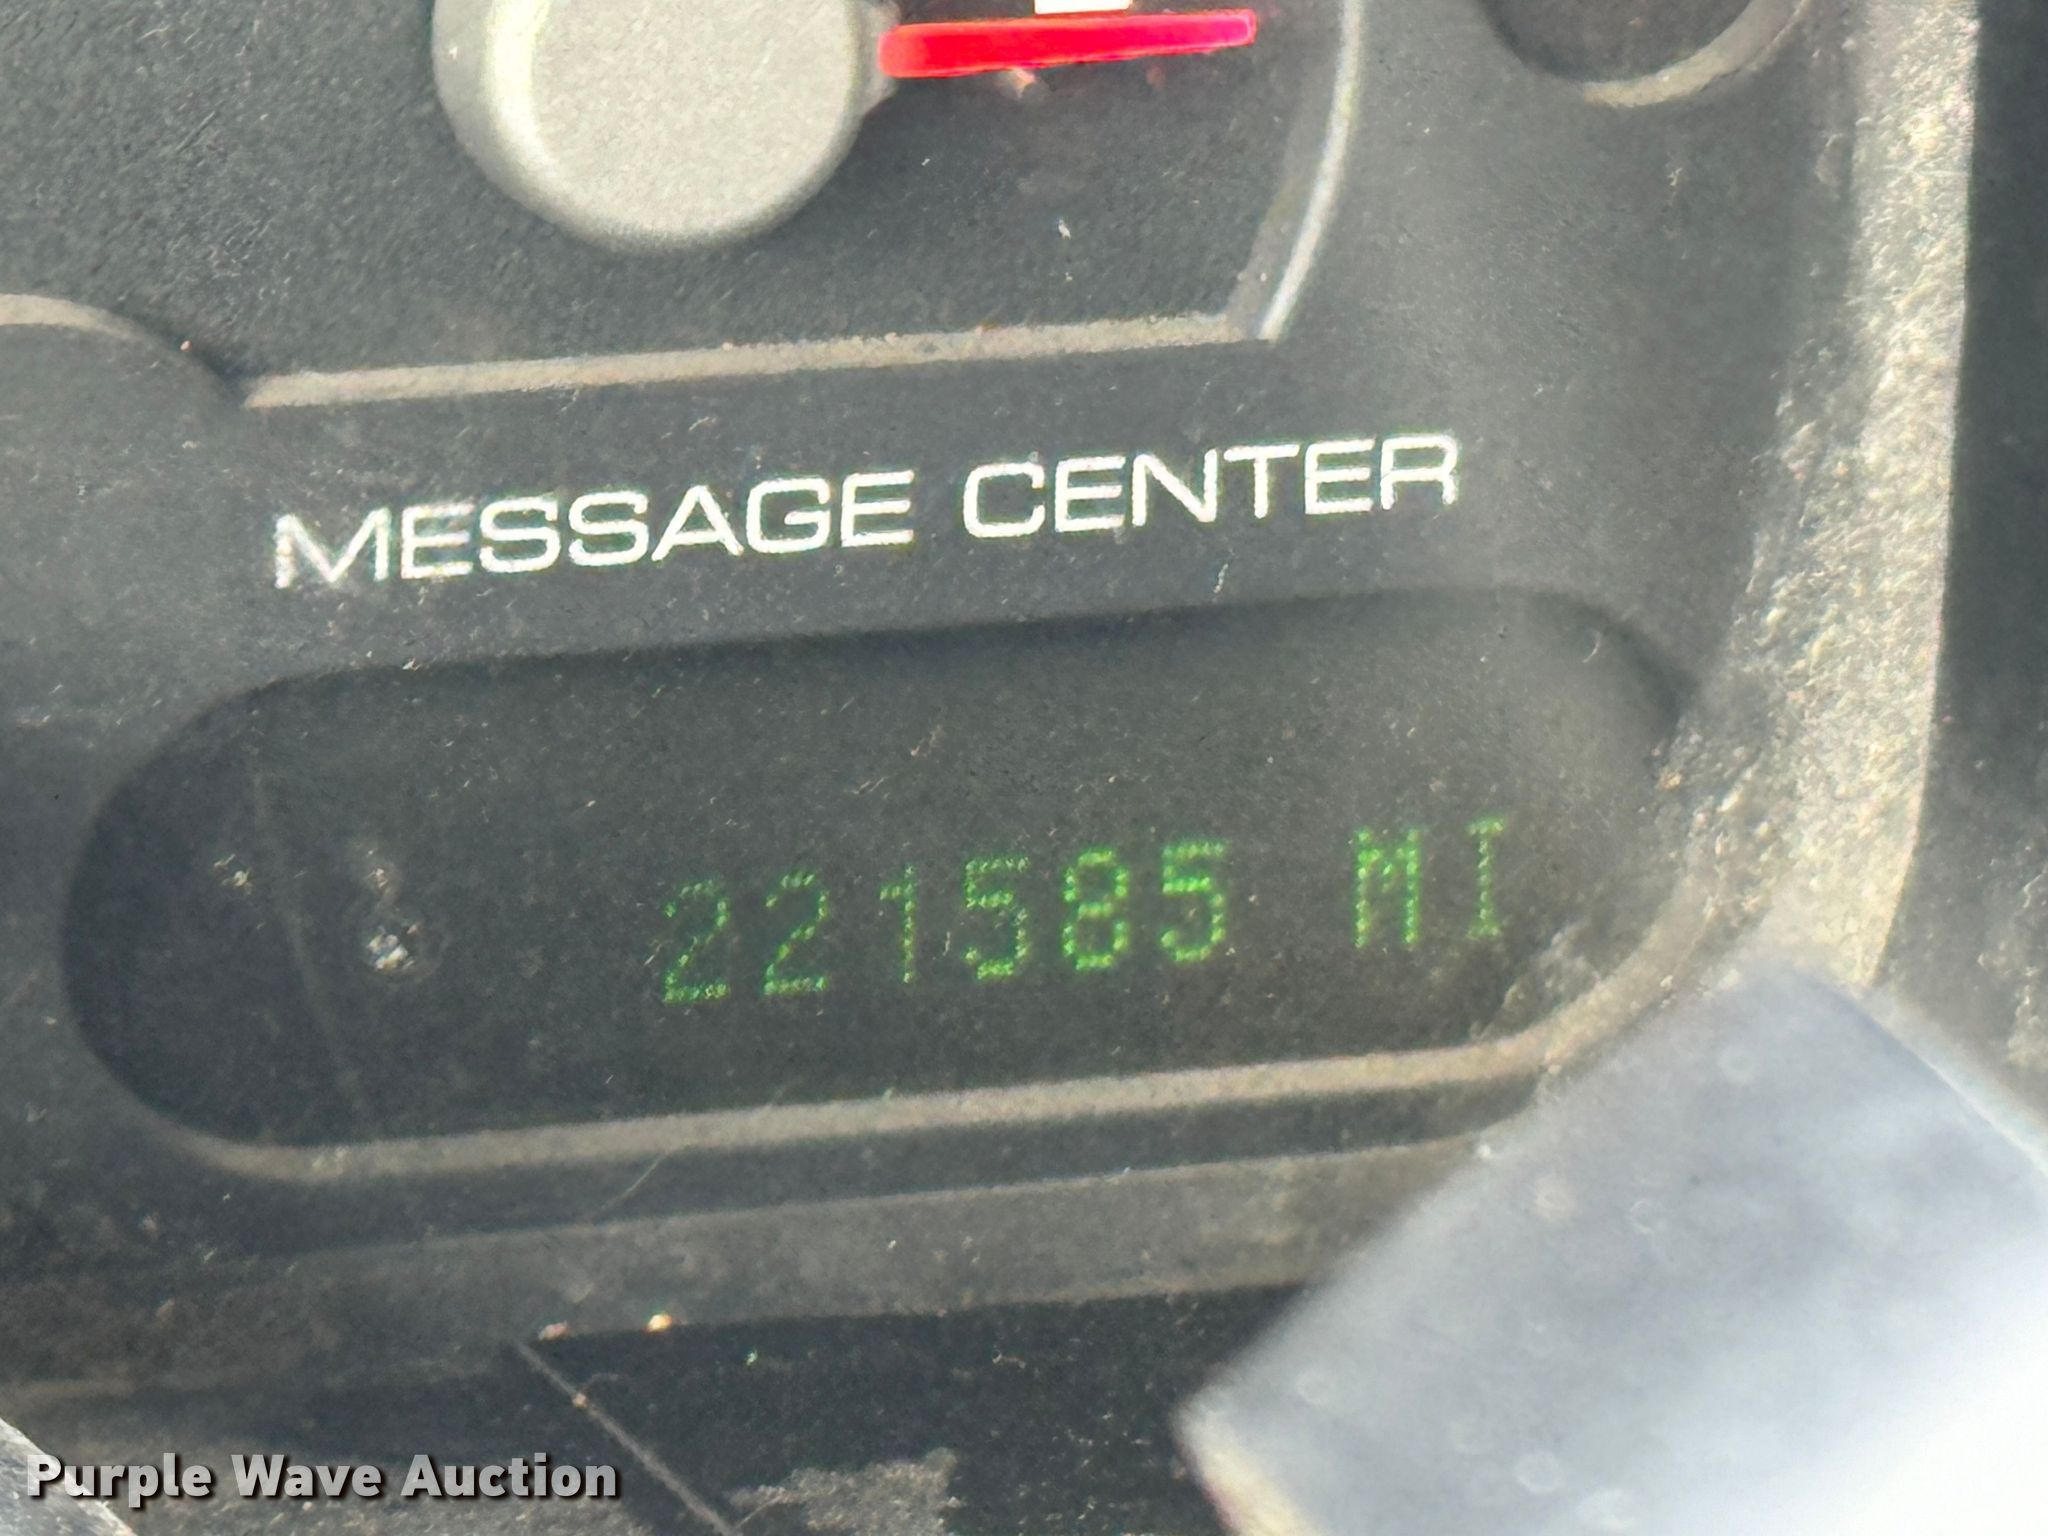 MESSAGE CENTER
221585 MI
Purple Wave Auction